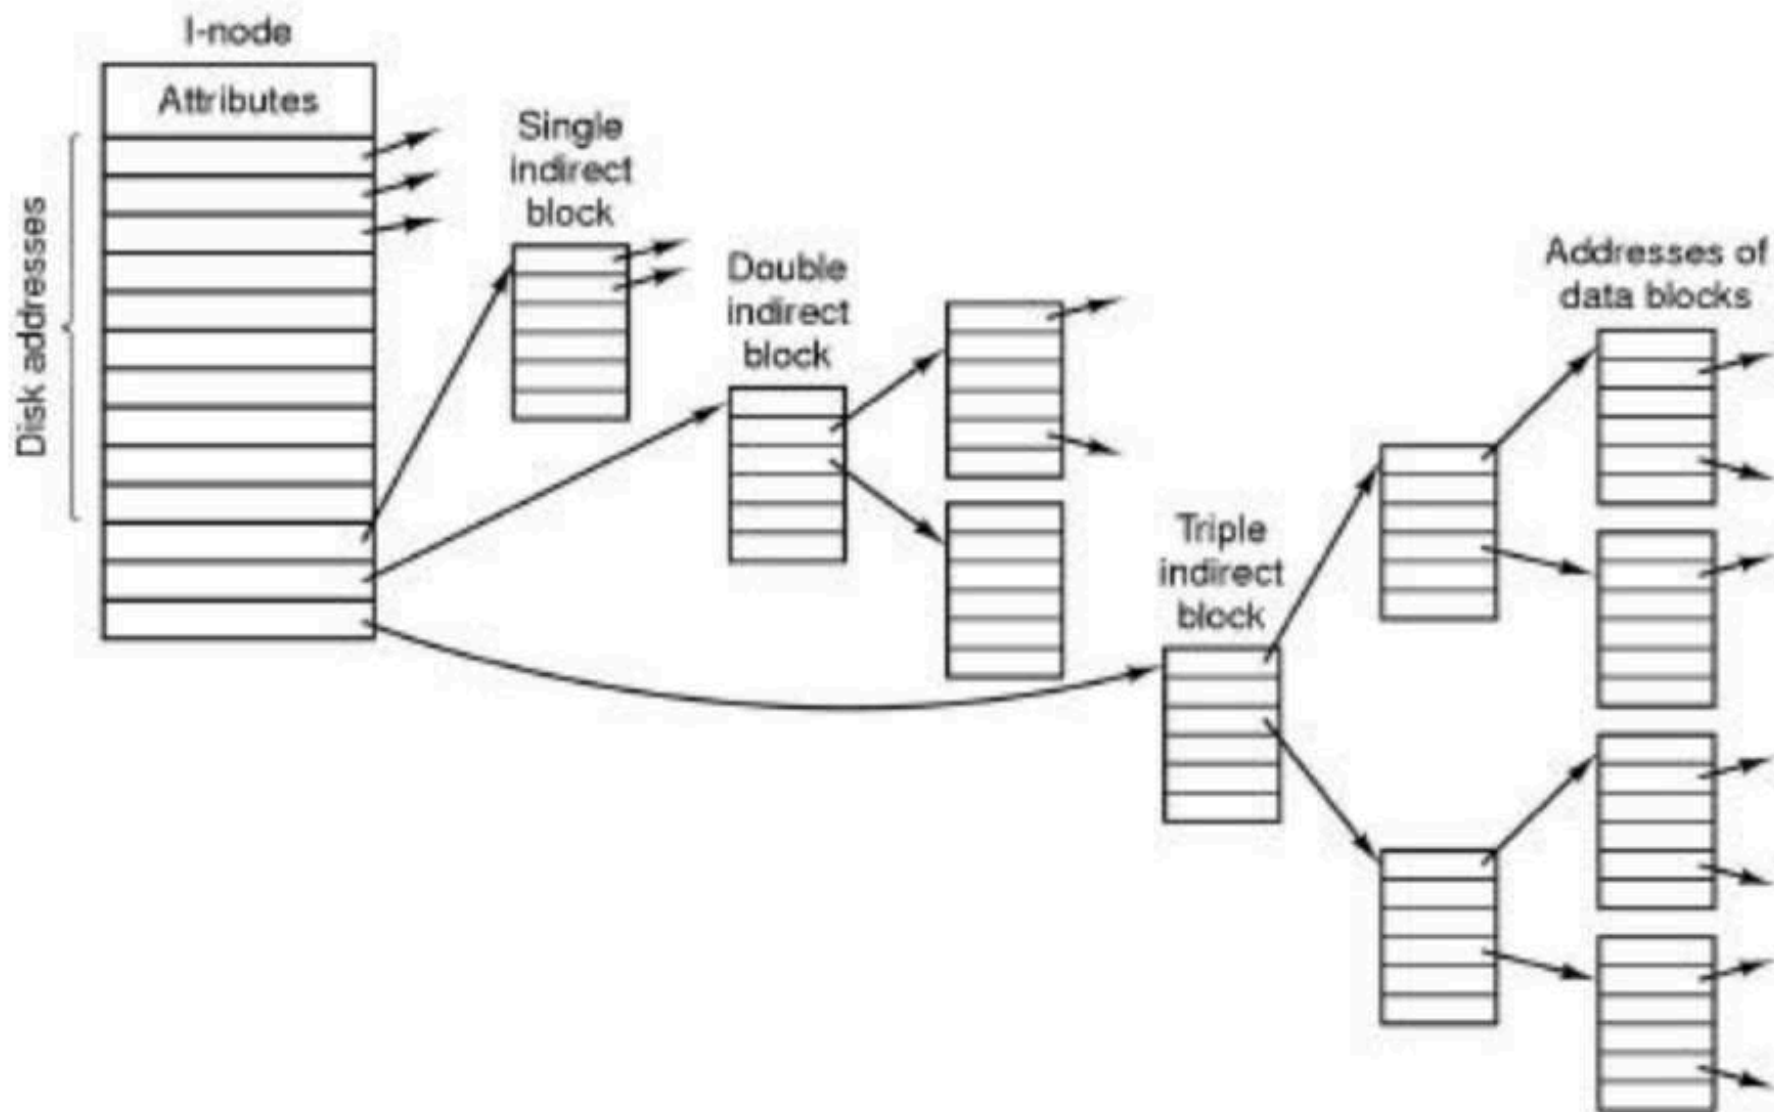 I-node
Attributes
Disk addresses
Single
indirect
block
Double
indirect
block
Triple
indirect
block
Addresses of
data blocks